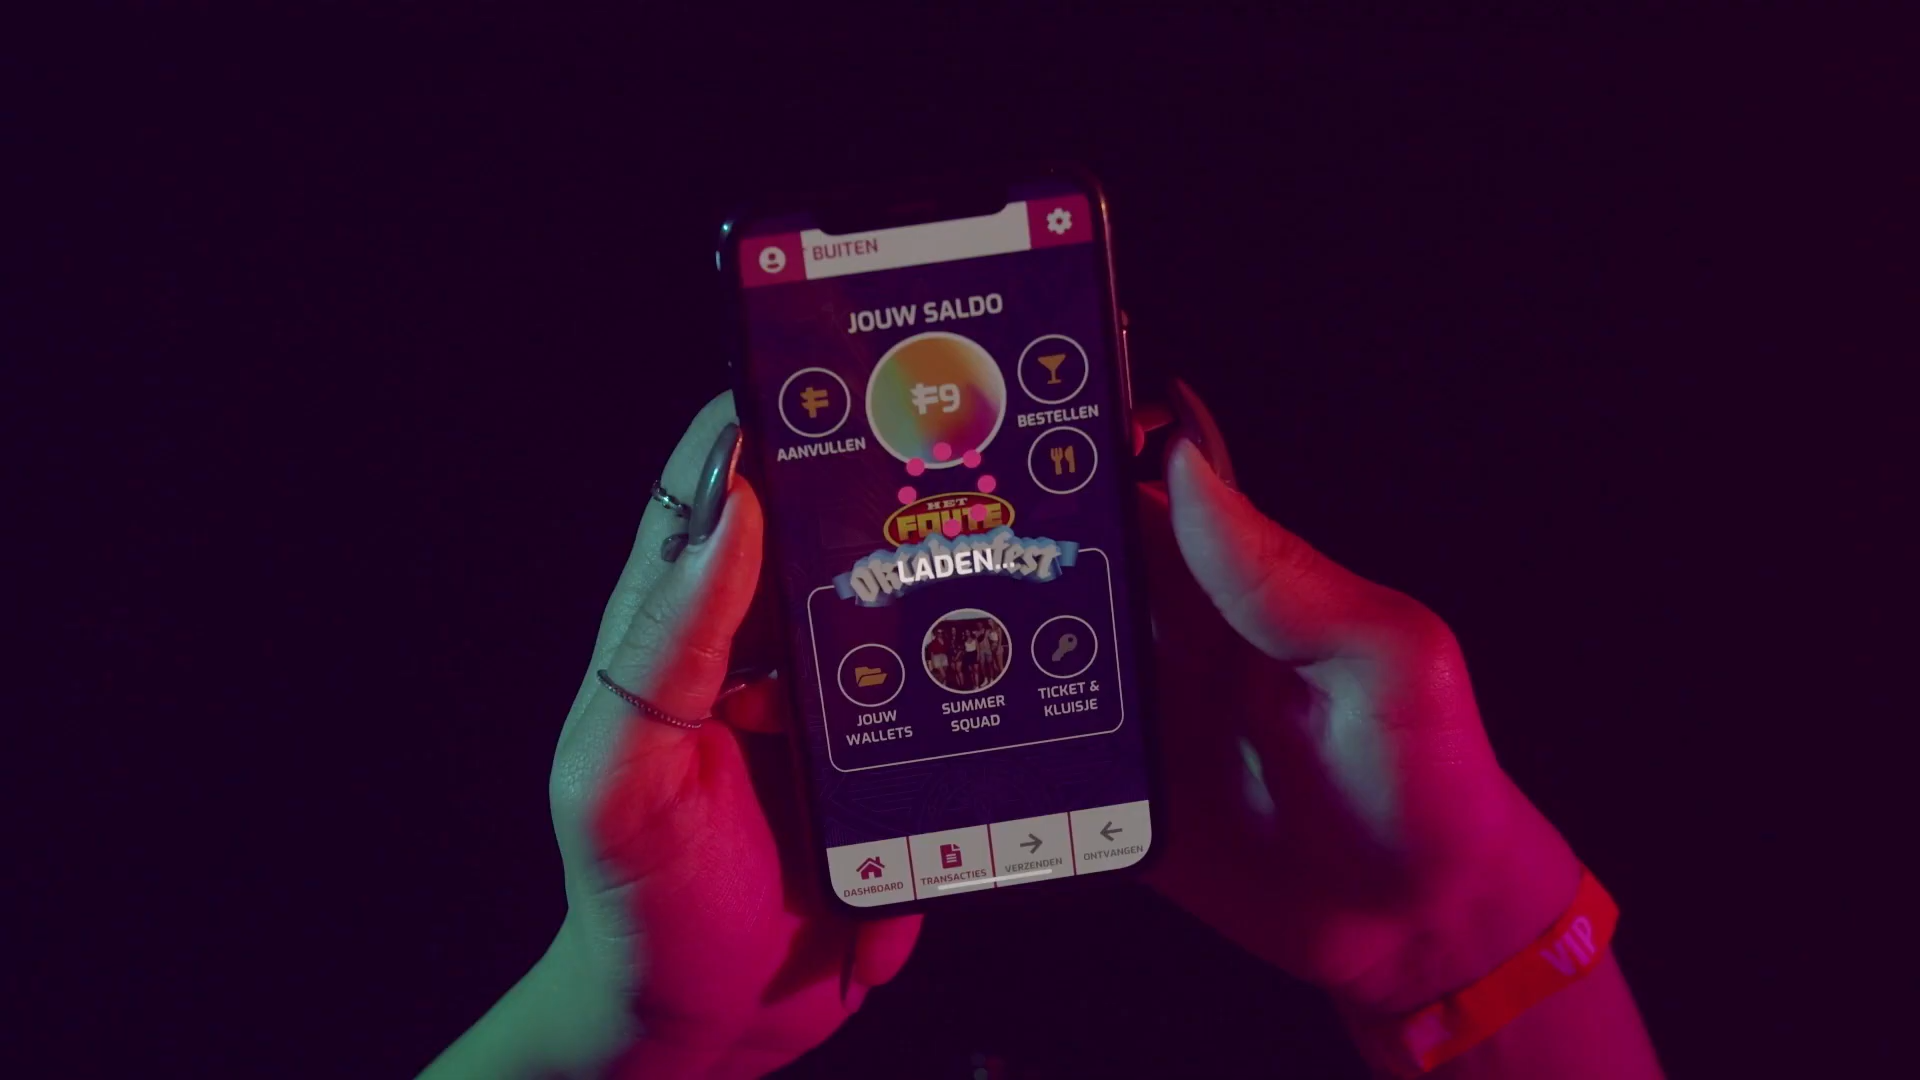 BUITEN
JOUW SALDO
9
AANVULLEN
BESTELLEN
HET
FOUTE
Oktoberfest
LADEN...
JOUW
WALLETS
SUMMER
SQUAD
TICKET &
KLUISJE
DASHBOARD
TRANSACTIES
VERZENDEN
ONTVANGEN
VIP